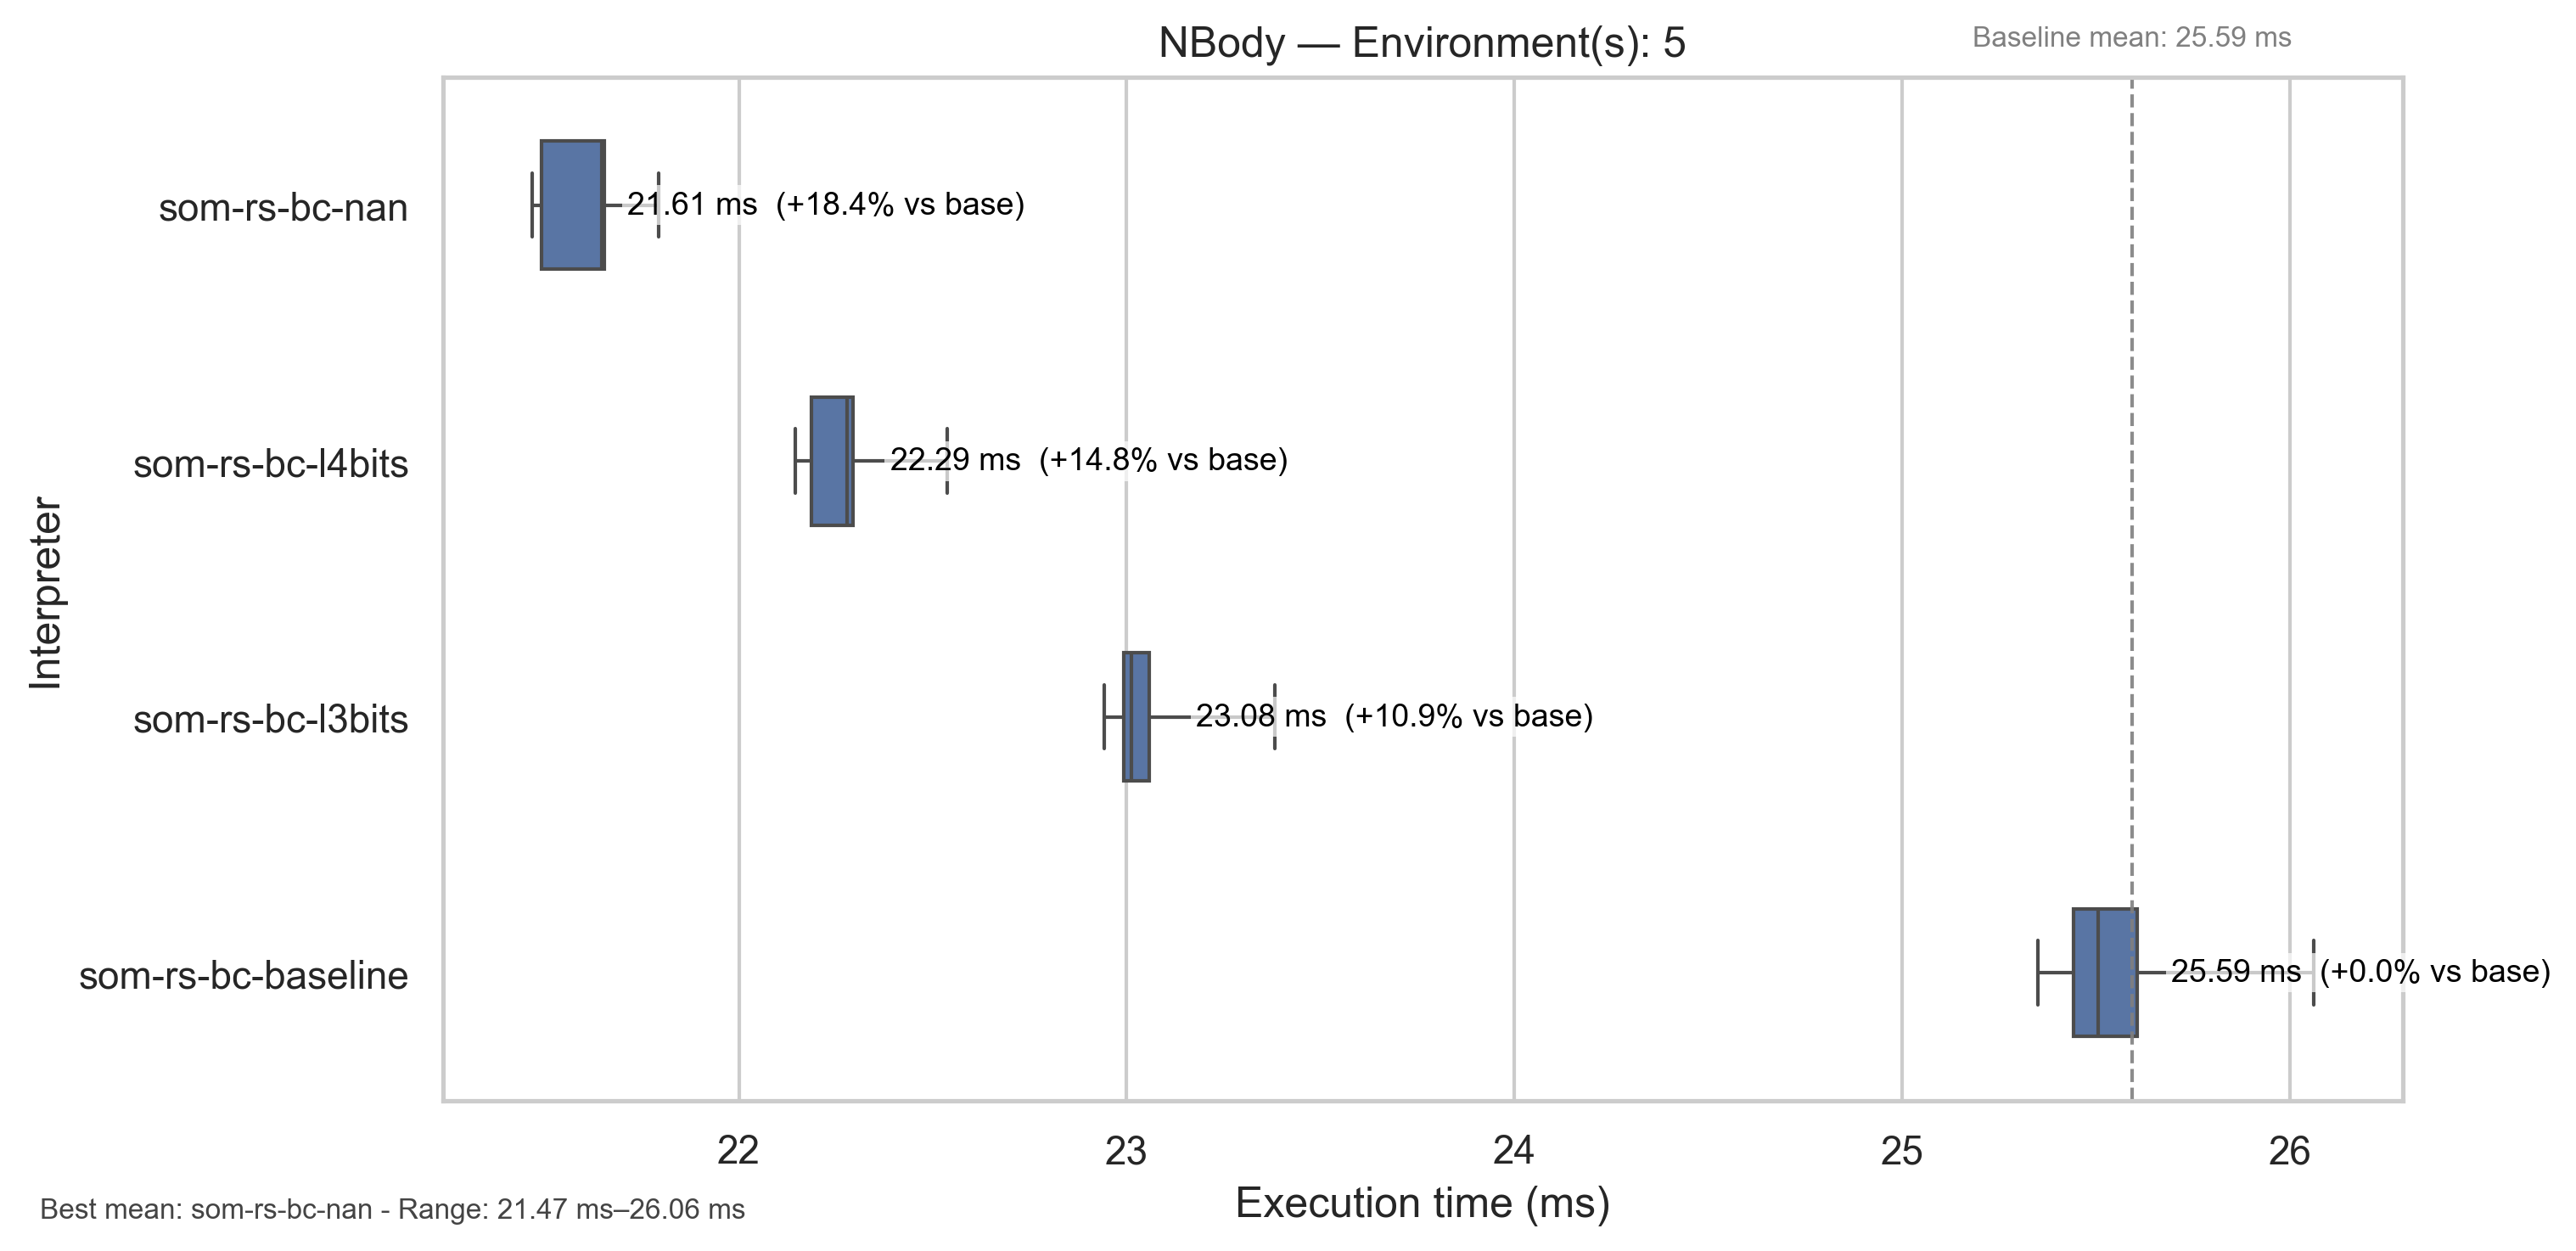 NBody — Environment(s): 5
Baseline mean: 25.59 ms
som-rs-bc-nan
21.61 ms (+18.4% vs base)
som-rs-bc-l4bits
22.29 ms (+14.8% vs base)
Interpreter
som-rs-bc-l3bits
23.08 ms (+10.9% vs base)
som-rs-bc-baseline
25.59 ms (+0.0% vs base)
22 23 24 25 26
Execution time (ms)
Best mean: som-rs-bc-nan - Range: 21.47 ms–26.06 ms